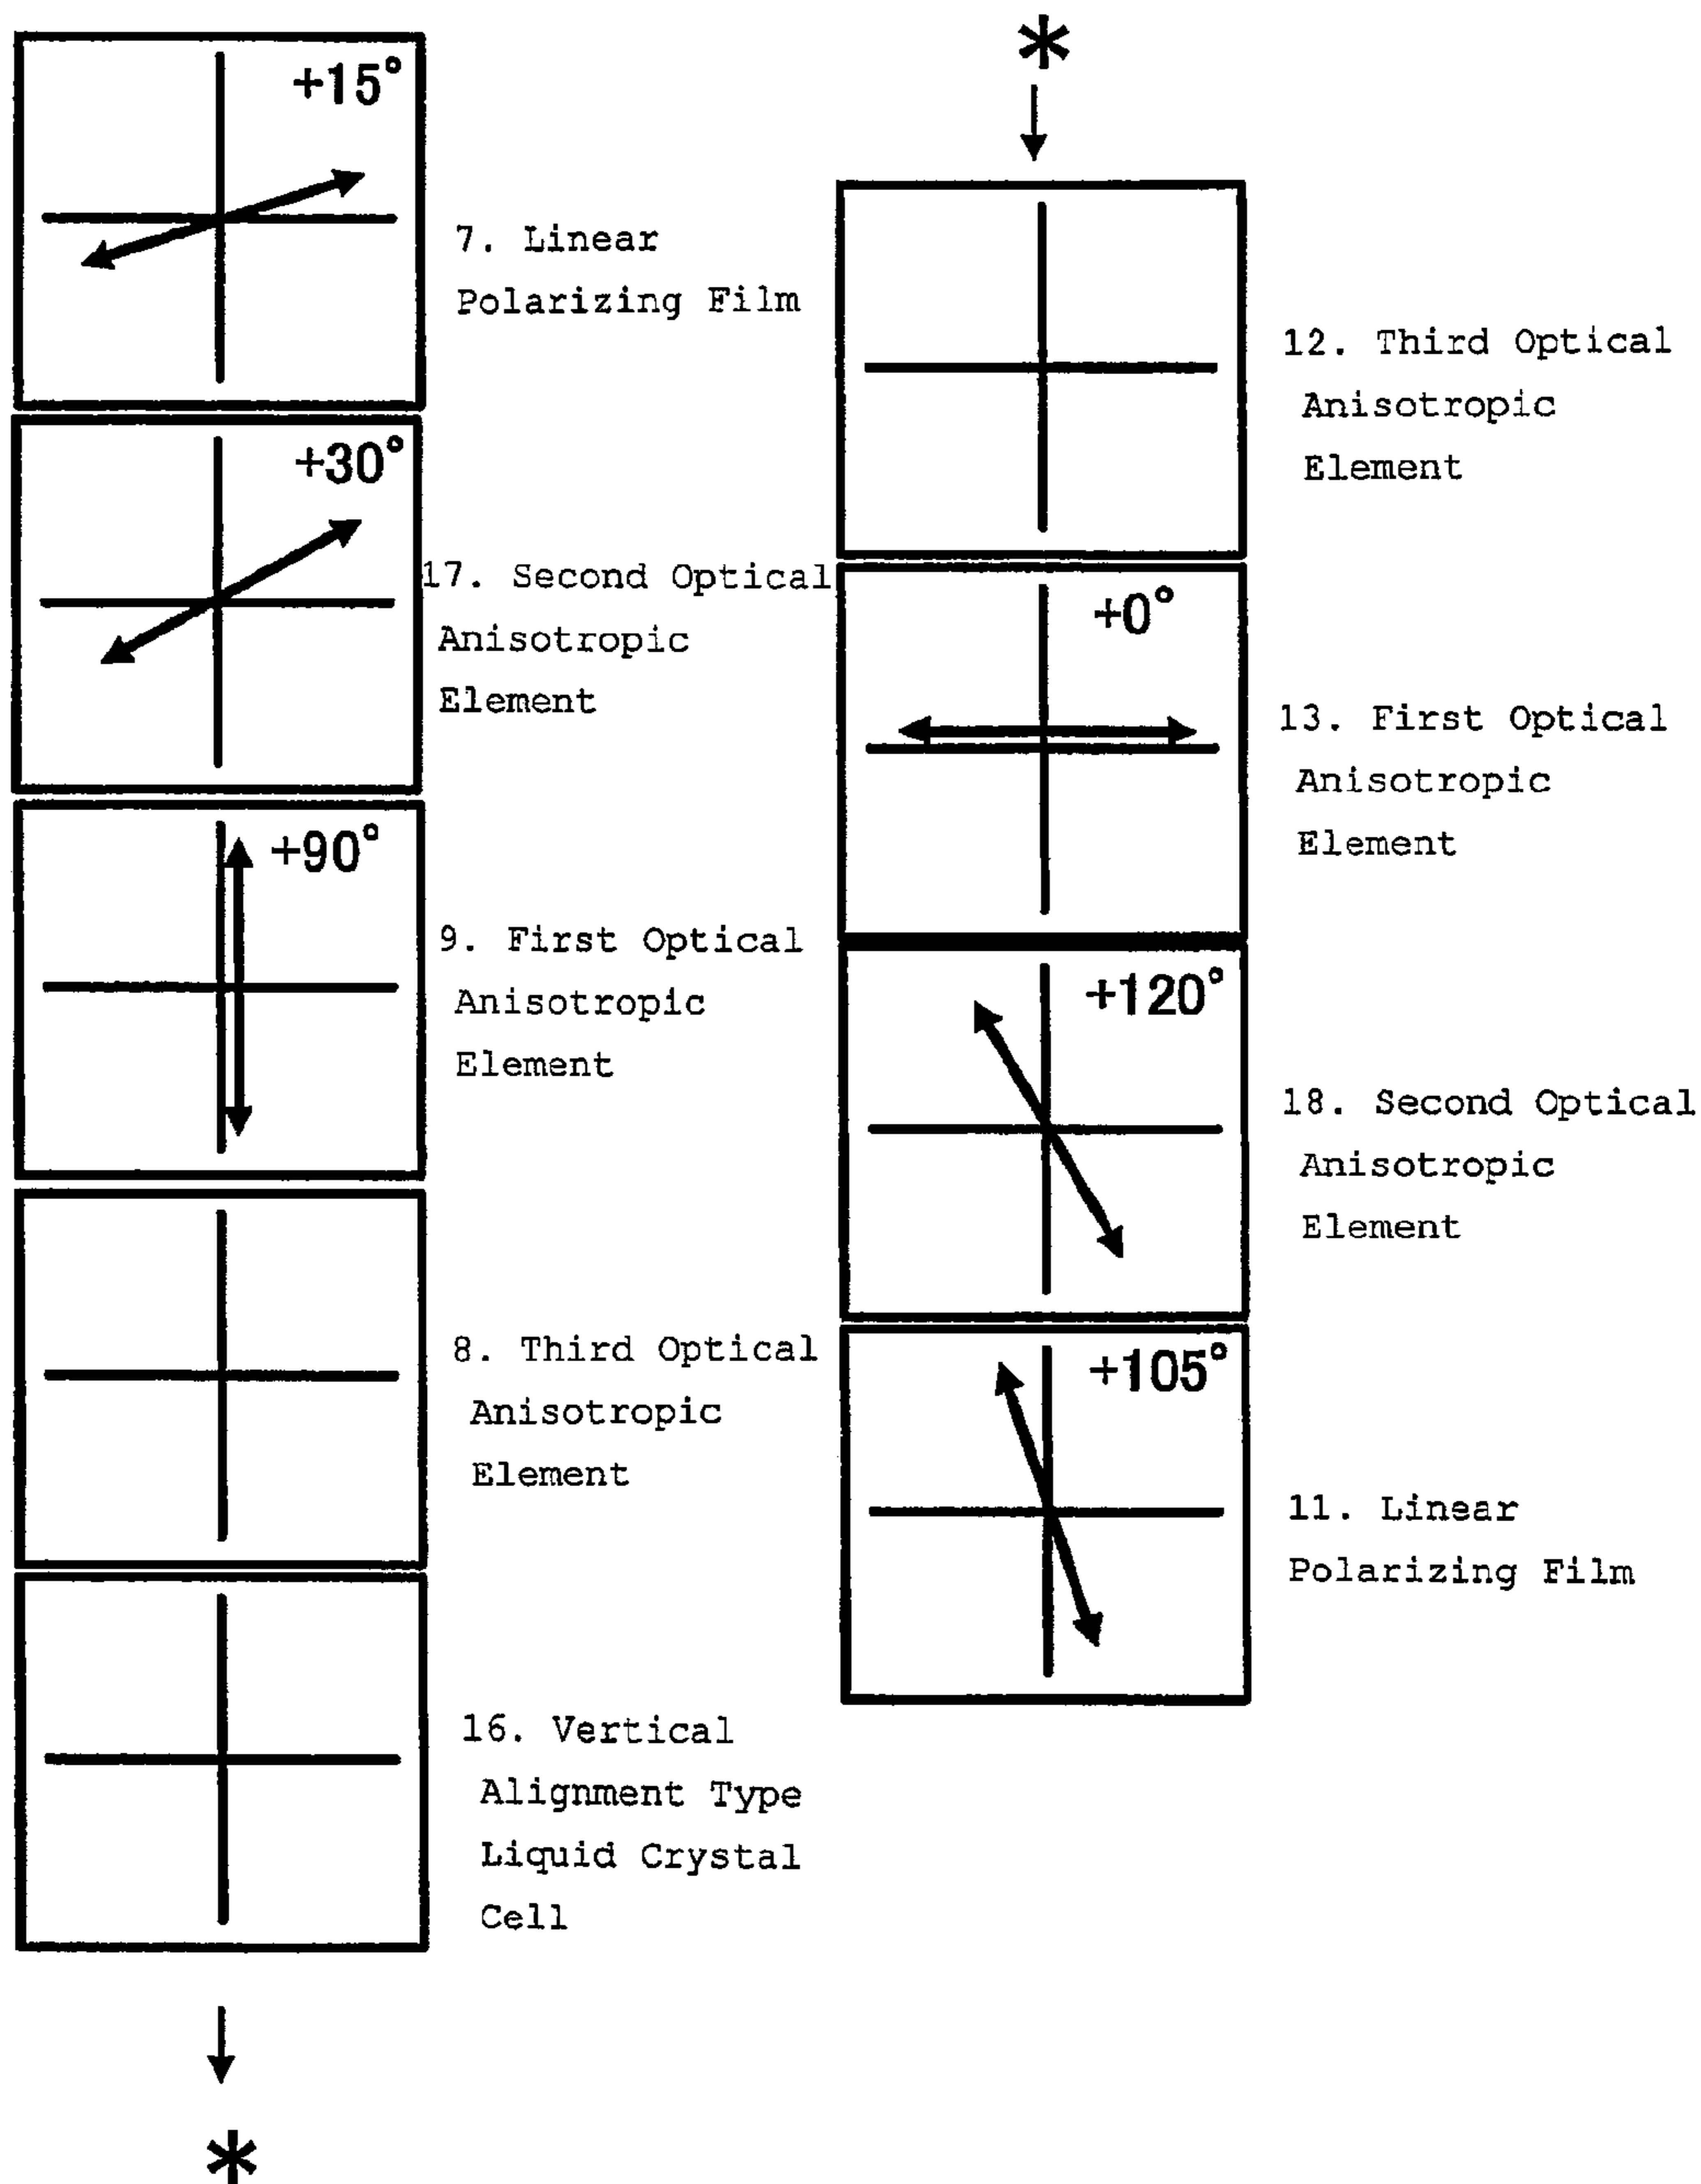 +15°
7. Linear
Polarizing Film
+30°
17. Second Optical
Anisotropic
Element
+90°
9. First Optical
Anisotropic
Element
8. Third Optical
Anisotropic
Element
16. Vertical
Alignment Type
Liquid Crystal
Cell
*
*
12. Third Optical
Anisotropic
Element
+0°
13. First Optical
Anisotropic
Element
+120°
18. Second Optical
Anisotropic
Element
+105°
11. Linear
Polarizing Film